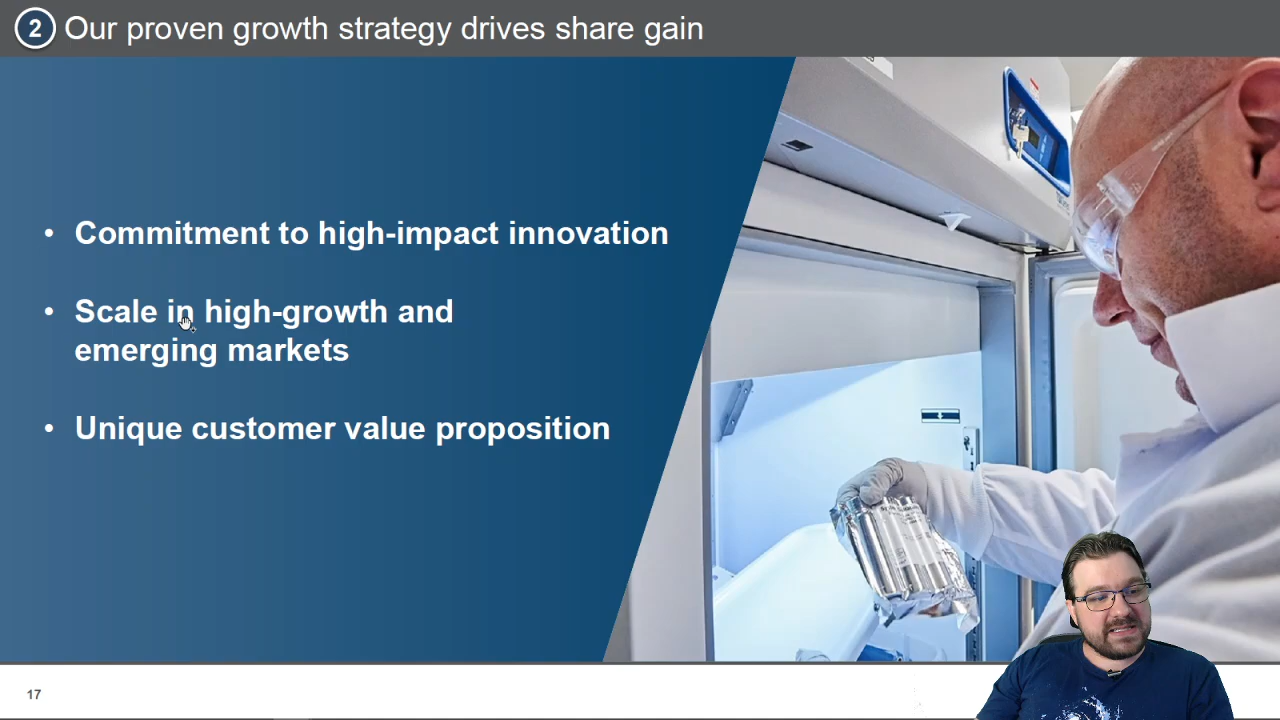 2 Our proven growth strategy drives share gain
• Commitment to high-impact innovation
• Scale in high-growth and
emerging markets
• Unique customer value proposition
17